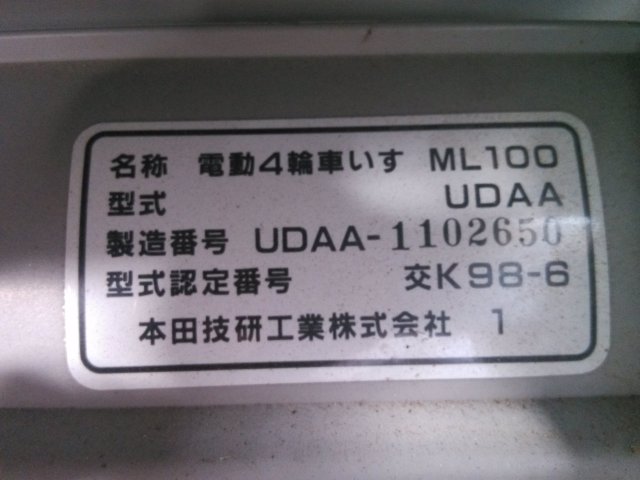 名称 電動4輪車いす ML100
型式 UDAA
製造番号 UDAA-1102650
型式認定番号 交K98-6
本田技研工業株式会社 1